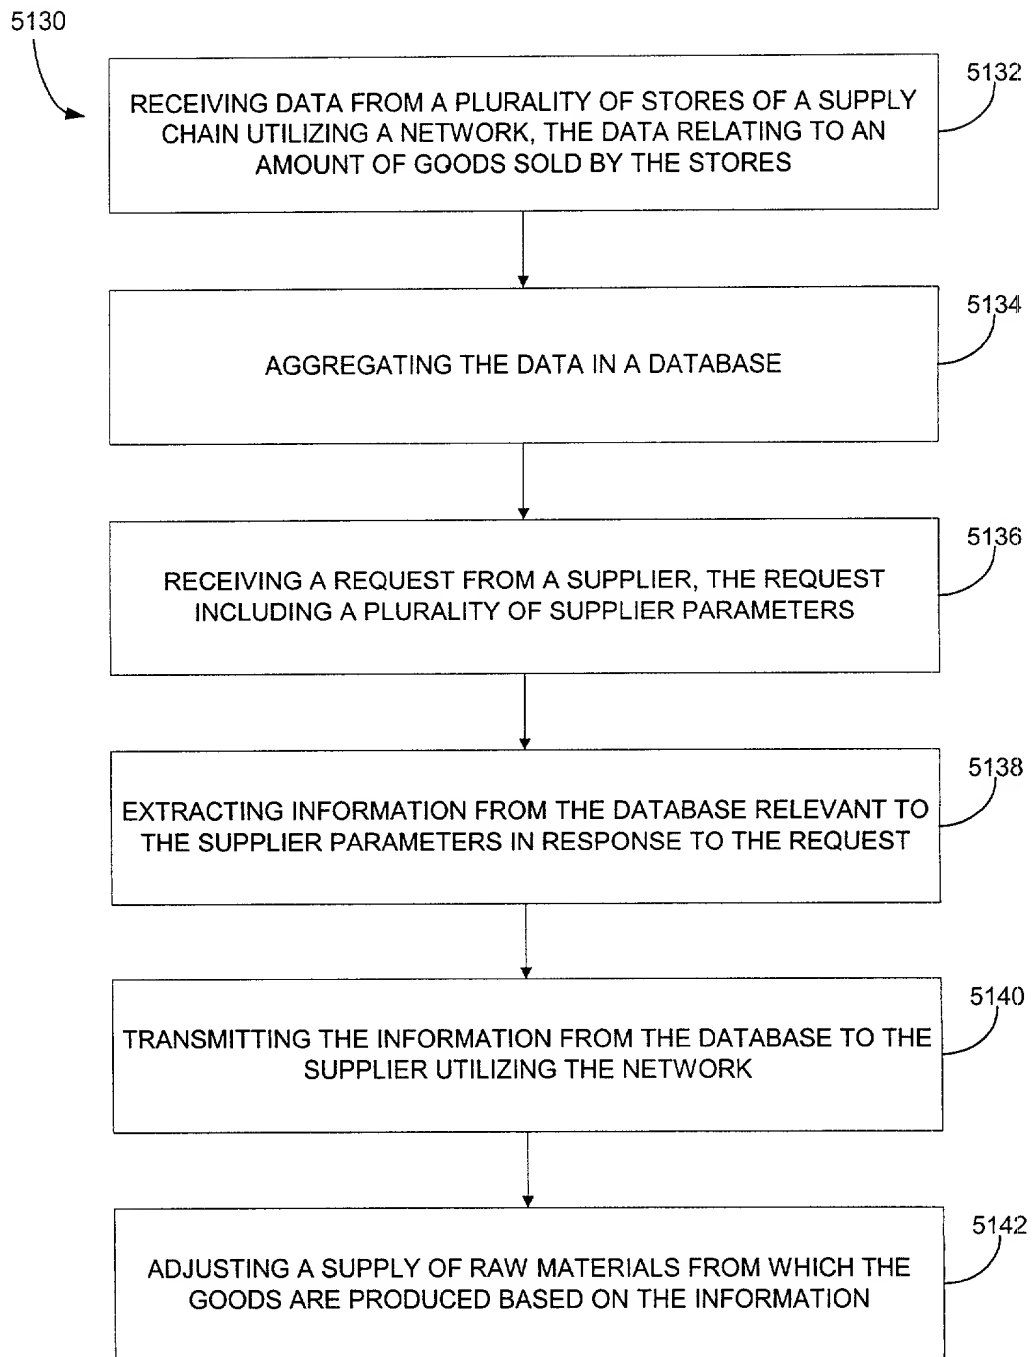 5130
5132
RECEIVING DATA FROM A PLURALITY OF STORES OF A SUPPLY
CHAIN UTILIZING A NETWORK, THE DATA RELATING TO AN
AMOUNT OF GOODS SOLD BY THE STORES
5134
AGGREGATING THE DATA IN A DATABASE
5136
RECEIVING A REQUEST FROM A SUPPLIER, THE REQUEST
INCLUDING A PLURALITY OF SUPPLIER PARAMETERS
5138
EXTRACTING INFORMATION FROM THE DATABASE RELEVANT TO
THE SUPPLIER PARAMETERS IN RESPONSE TO THE REQUEST
5140
TRANSMITTING THE INFORMATION FROM THE DATABASE TO THE
SUPPLIER UTILIZING THE NETWORK
5142
ADJUSTING A SUPPLY OF RAW MATERIALS FROM WHICH THE
GOODS ARE PRODUCED BASED ON THE INFORMATION